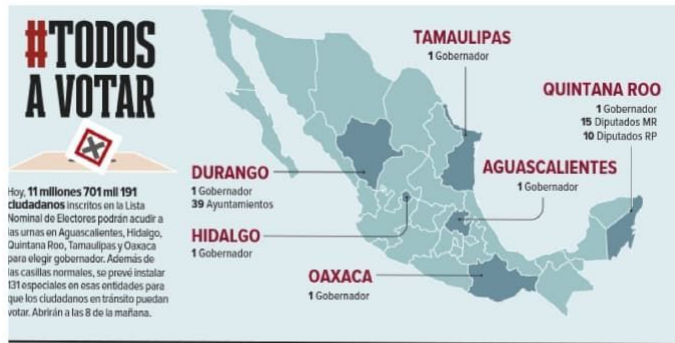 #TODOS
A VOTAR
Hoy, 11 millones 701 mil 191
ciudadanos inscritos en la Lista
Nominal de Electores podrán acudir a
las urnas en Aguascalientes, Hidalgo,
Quintana Roo, Tamaulipas y Oaxaca
para elegir gobernador. Además de
las casillas normales, se prevé instalar
131 especiales en esas entidades para
que los ciudadanos en tránsito puedan
votar. Abrirán a las 8 de la mañana.
TAMAULIPAS
1 Gobernador
QUINTANA ROO
1 Gobernador
15 Diputados MR
10 Diputados RP
DURANGO
1 Gobernador
39 Ayuntamientos
AGUASCALIENTES
1 Gobernador
HIDALGO
1 Gobernador
OAXACA
1 Gobernador